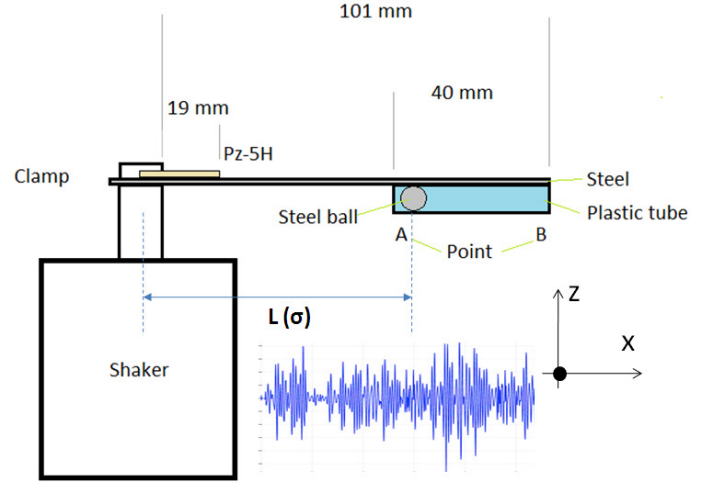 101 mm
40 mm
19 mm
Pz-5H
Clamp
Steel
Steel ball
Plastic tube
A
B
Point
L (σ)
Z
X
Shaker